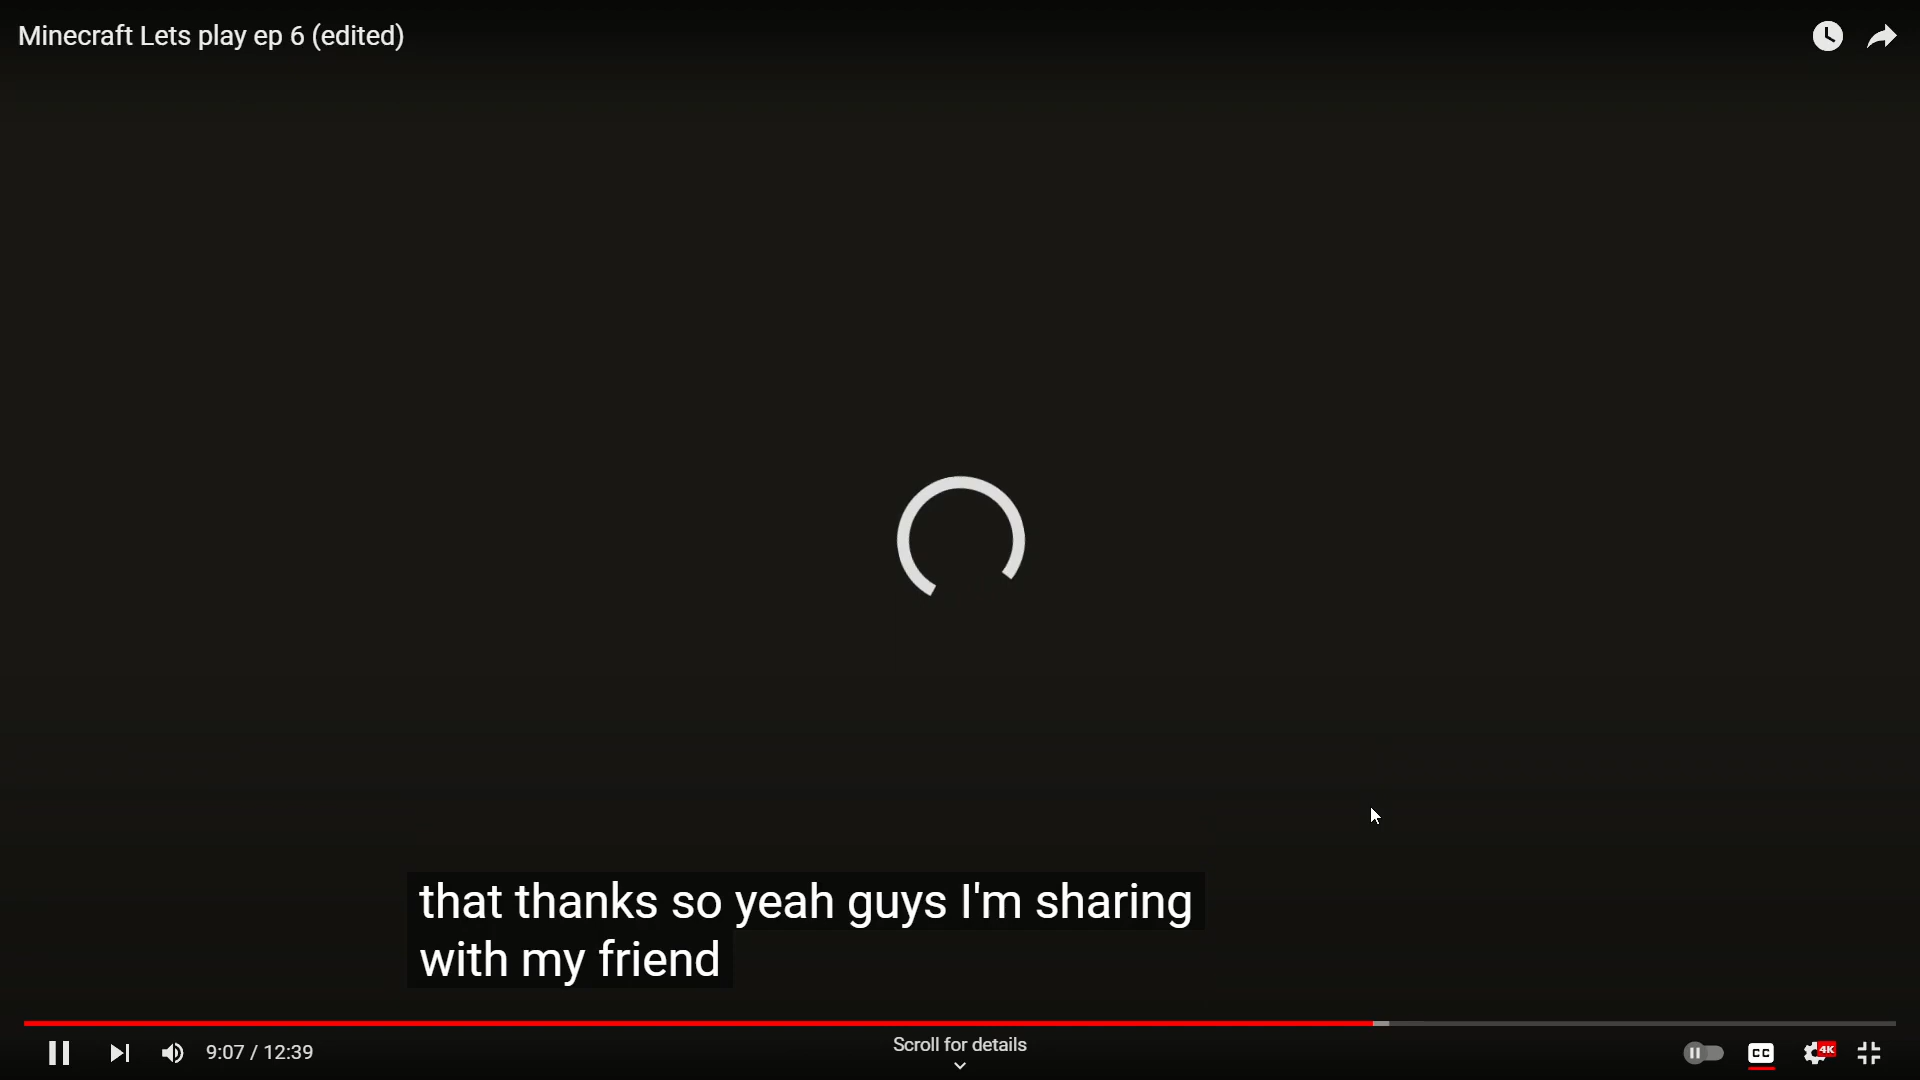 Minecraft Lets play ep 6 (edited)
that thanks so yeah guys I'm sharing
with my friend
9:07 / 12:39
Scroll for details
CC
4K